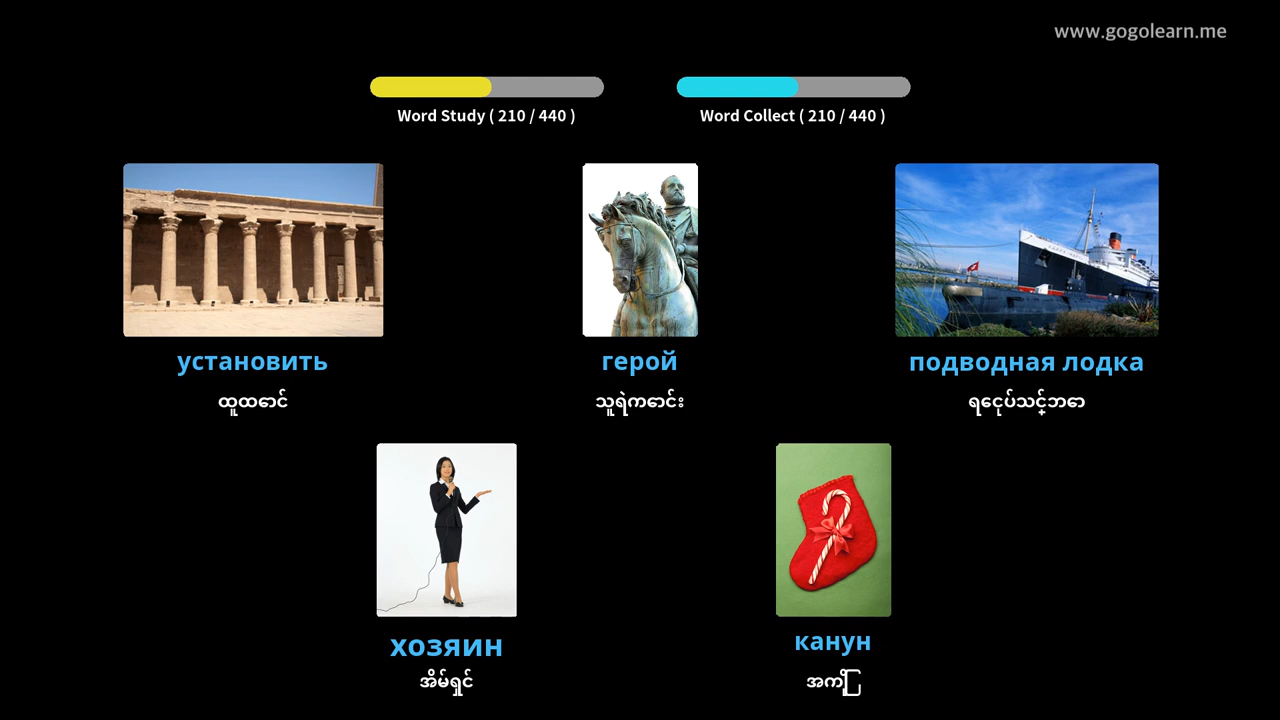 www.gogolearn.me
Word Study ( 210 / 440 )
Word Collect ( 210 / 440 )
установить
герой
подводная лодка
ထူထောင်
သူရဲကောင်း
ရေငုပ်သင်္ဘော
хозяин
канун
အိမ်ရှင်
အကြို